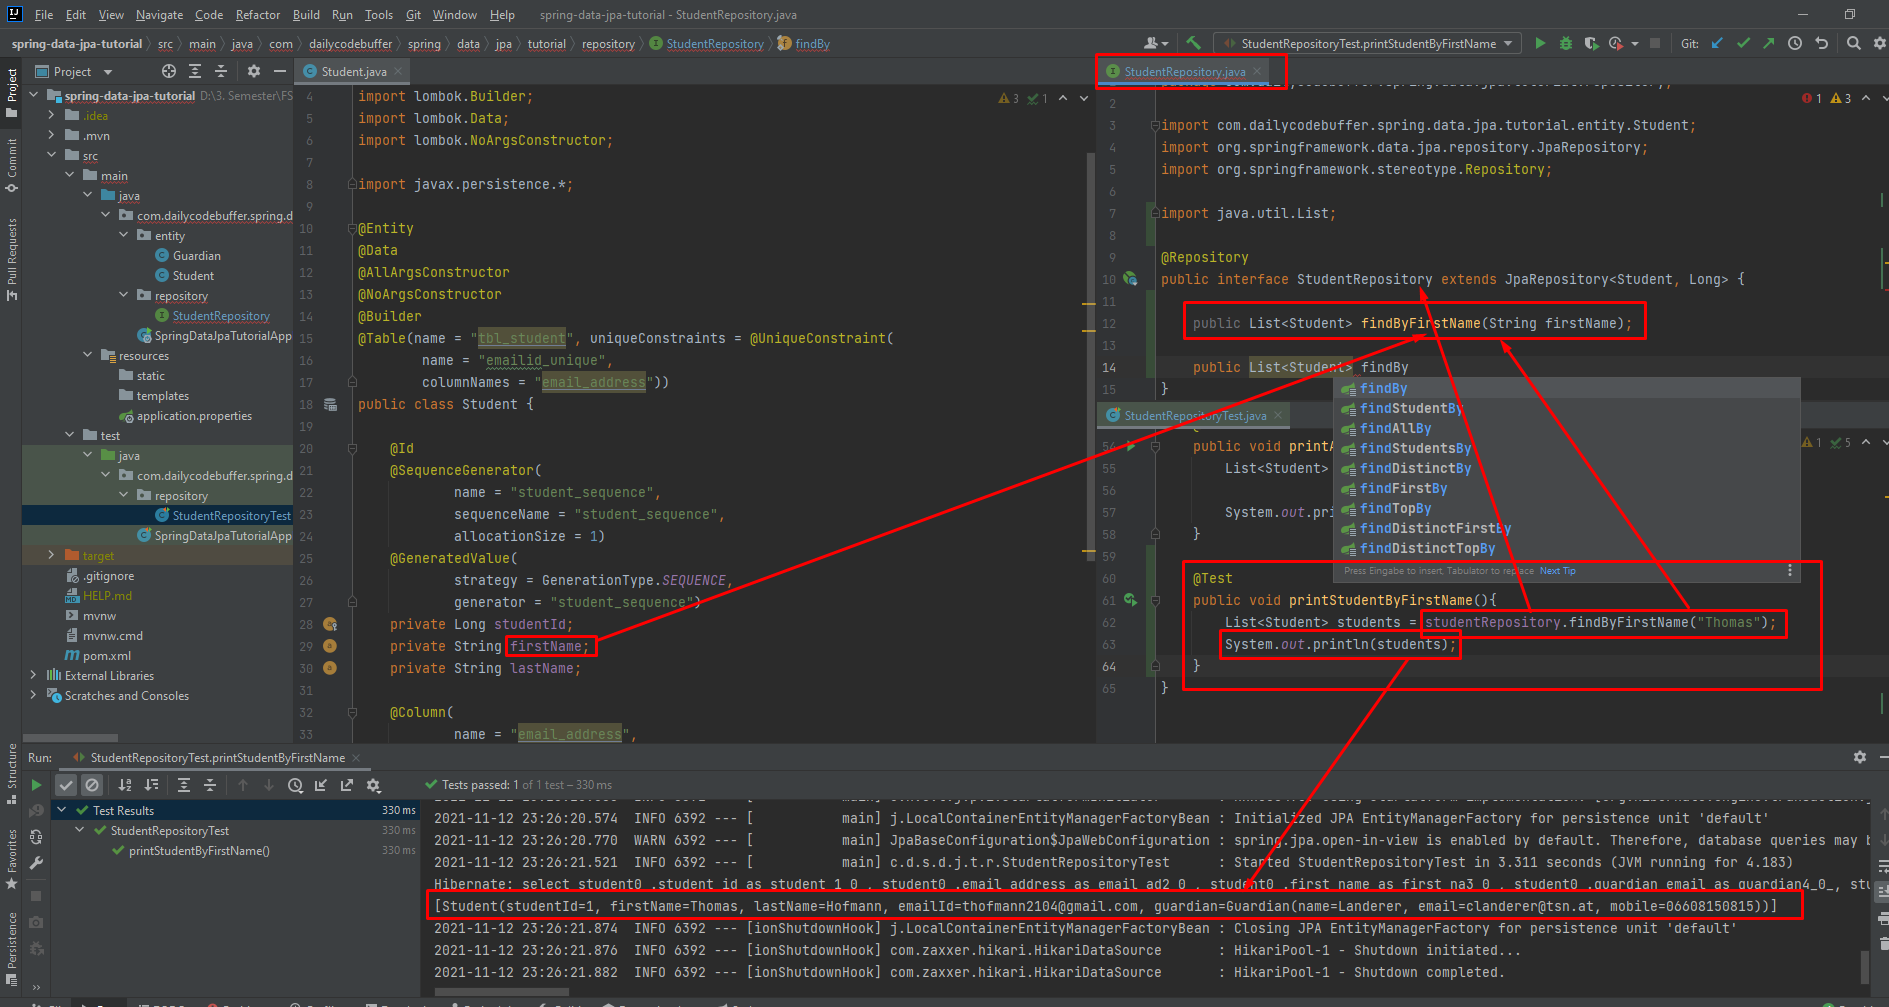 File Edit View Navigate Code Refactor Build Run Tools Git Window Help spring-data-jpa-tutorial - StudentRepository.java
spring-data-jpa-tutorial src main java com dailycodebuffer spring data jpa tutorial repository StudentRepository findBy
StudentRepositoryTest.printStudentByFirstName Git:
Project
Commit
Pull Requests
Structure
Favorites
Persistence
Project
spring-data-jpa-tutorial D:\3. Semester\FS
.idea
.mvn
src
main
java
com.dailycodebuffer.spring.d
entity
Guardian
Student
repository
StudentRepository
SpringDataJpaTutorialApp
resources
static
templates
application.properties
test
java
com.dailycodebuffer.spring.d
repository
StudentRepositoryTest
SpringDataJpaTutorialApp
target
.gitignore
HELP.md
mvnw
mvnw.cmd
pom.xml
External Libraries
Scratches and Consoles
Student.java
3 1
4 import lombok.Builder;
5 import lombok.Data;
6 import lombok.NoArgsConstructor;
7
8 import javax.persistence.*;
9
10 @Entity
11 @Data
12 @AllArgsConstructor
13 @NoArgsConstructor
14 @Builder
15 @Table(name = "tbl_student", uniqueConstraints = @UniqueConstraint(
16 name = "emailid_unique",
17 columnNames = "email_address"))
18 public class Student {
20 @Id
21 @SequenceGenerator(
22 name = "student_sequence",
23 sequenceName = "student_sequence",
24 allocationSize = 1)
25 @GeneratedValue(
26 strategy = GenerationType.SEQUENCE,
27 generator = "student_sequence")
28 private Long studentId;
29 private String firstName;
30 private String lastName;
31
32 @Column(
33 name = "email_address",
StudentRepository.java
1 3
2
3 import com.dailycodebuffer.spring.data.jpa.tutorial.entity.Student;
4 import org.springframework.data.jpa.repository.JpaRepository;
5 import org.springframework.stereotype.Repository;
6
7 import java.util.List;
8
9 @Repository
10 public interface StudentRepository extends JpaRepository<Student, Long> {
11
12 public List<Student> findByFirstName(String firstName);
13
14 public List<Student> findBy
15 }
findBy
findStudentBy
findAllBy
findStudentsBy
findDistinctBy
findFirstBy
findTopBy
findDistinctFirstBy
findDistinctTopBy
Press Eingabe to insert, Tabulator to replace Next Tip
StudentRepositoryTest.java
1 5
54 public void printA
55 List<Student>
56
57 System.out.pri
58 }
59
60 @Test
61 public void printStudentByFirstName(){
62 List<Student> students = studentRepository.findByFirstName("Thomas");
63 System.out.println(students);
64 }
65 }
Run: StudentRepositoryTest.printStudentByFirstName
Tests passed: 1 of 1 test – 330 ms
Test Results 330 ms
StudentRepositoryTest 330 ms
printStudentByFirstName() 330 ms
2021-11-12 23:26:20.574 INFO 6392 --- [ main] j.LocalContainerEntityManagerFactoryBean : Initialized JPA EntityManagerFactory for persistence unit 'default'
2021-11-12 23:26:20.770 WARN 6392 --- [ main] JpaBaseConfiguration$JpaWebConfiguration : spring.jpa.open-in-view is enabled by default. Therefore, database queries may b
2021-11-12 23:26:21.521 INFO 6392 --- [ main] c.d.s.d.j.t.r.StudentRepositoryTest : Started StudentRepositoryTest in 3.311 seconds (JVM running for 4.183)
Hibernate: select student0_.student_id as student_1_0_, student0_.email_address as email_ad2_0_, student0_.first_name as first_na3_0_, student0_.guardian_email as guardian4_0_, stu
[Student(studentId=1, firstName=Thomas, lastName=Hofmann, emailId=thofmann2104@gmail.com, guardian=Guardian(name=Landerer, email=clanderer@tsn.at, mobile=06608150815))]
2021-11-12 23:26:21.874 INFO 6392 --- [ionShutdownHook] j.LocalContainerEntityManagerFactoryBean : Closing JPA EntityManagerFactory for persistence unit 'default'
2021-11-12 23:26:21.876 INFO 6392 --- [ionShutdownHook] com.zaxxer.hikari.HikariDataSource : HikariPool-1 - Shutdown initiated...
2021-11-12 23:26:21.882 INFO 6392 --- [ionShutdownHook] com.zaxxer.hikari.HikariDataSource : HikariPool-1 - Shutdown completed.